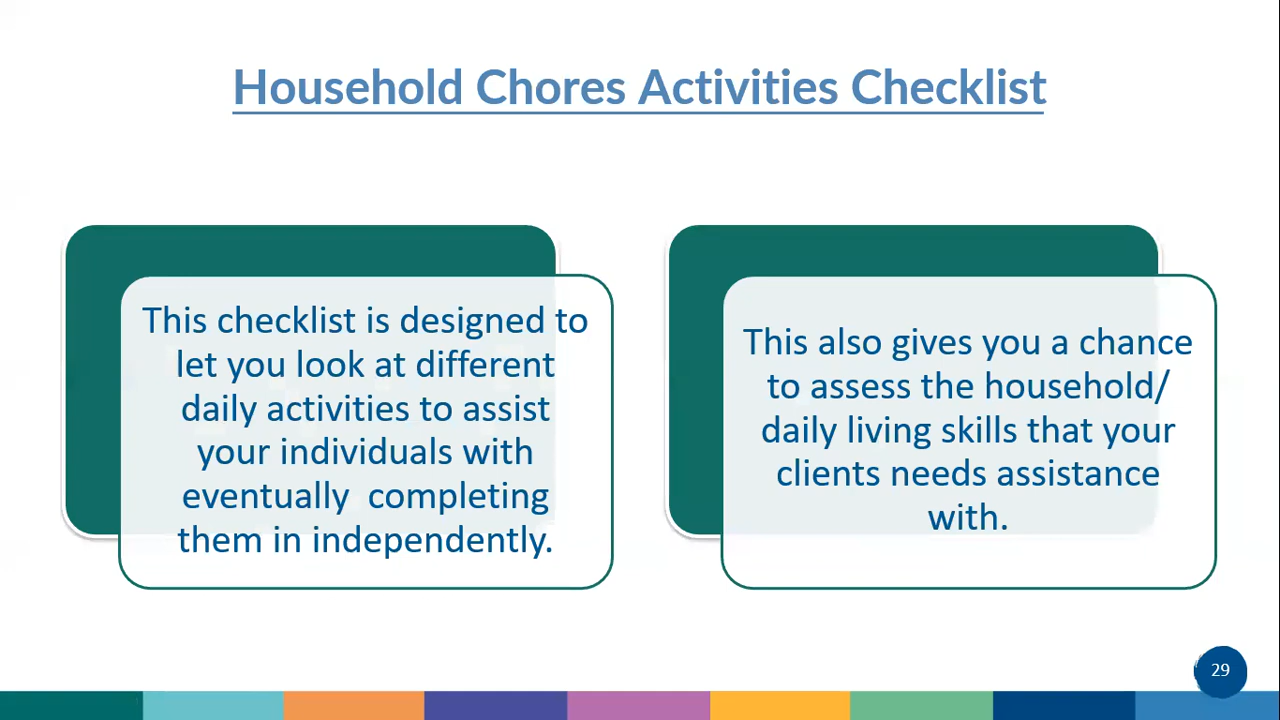 Household Chores Activities Checklist
This checklist is designed to
let you look at different
daily activities to assist
your individuals with
eventually  completing
them in independently.
This also gives you a chance
to assess the household/
daily living skills that your
clients needs assistance
with.
29